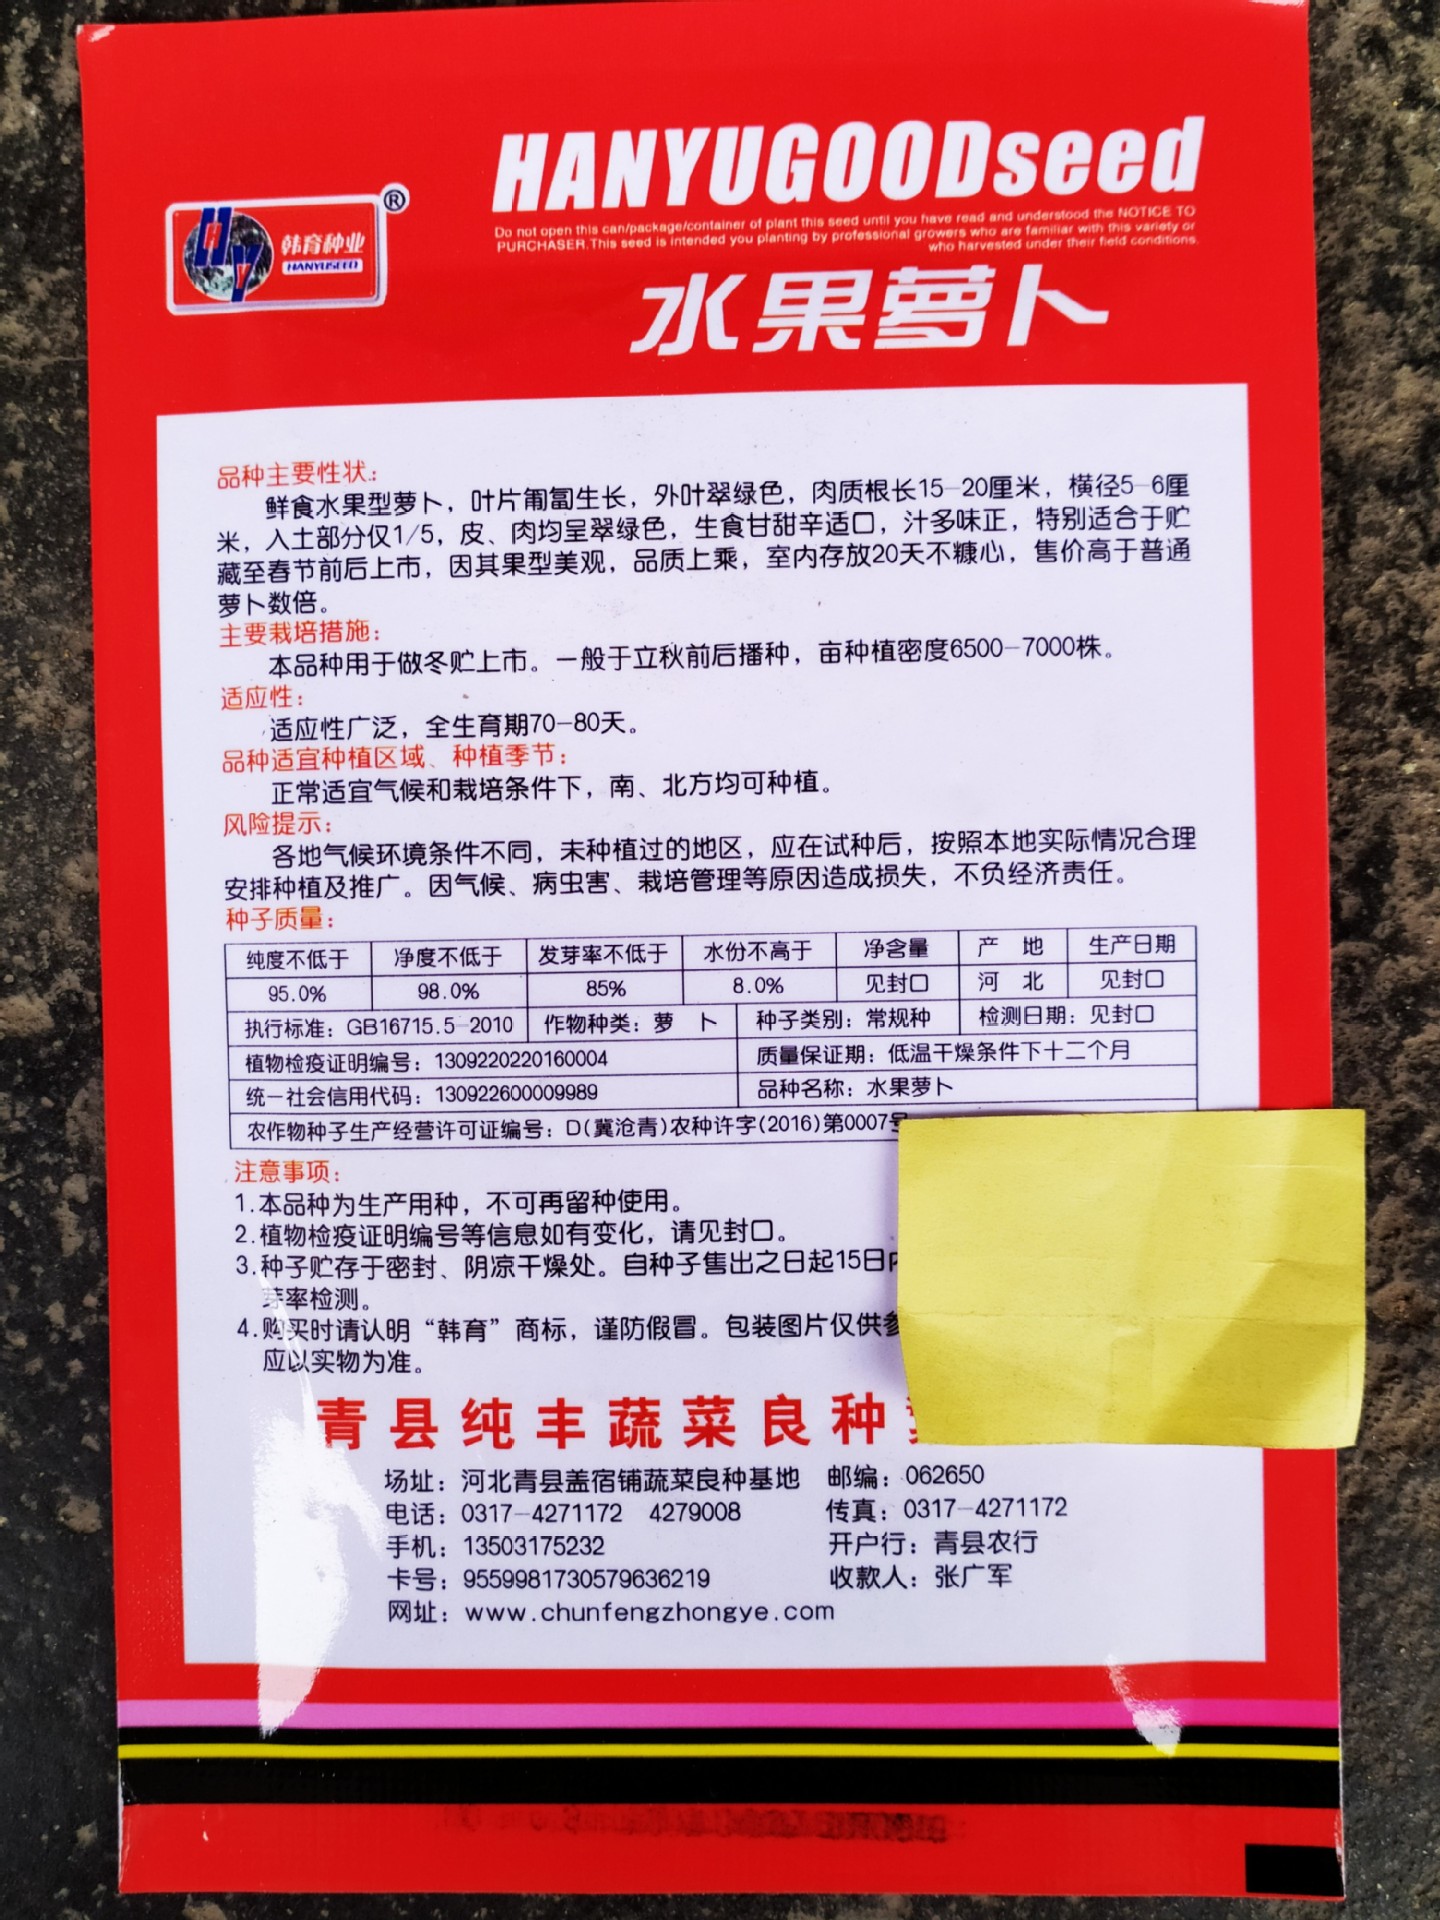 HANYUGOODseed
Do not open this can/package/container of plant this seed until you have read and understood the NOTICE TO
PURCHASER.This seed is intended you planting by professional growers who are familiar with this variety or
who harvested under their field conditions.
HY 韩育种业 ®
HANYUSEED
水果萝卜
品种主要性状:
鲜食水果型萝卜，叶片匍匐生长，外叶翠绿色，肉质根长15-20厘米，横径5-6厘
米，入土部分仅1/5，皮、肉均呈翠绿色，生食甘甜辛适口，汁多味正，特别适合于贮
藏至春节前后上市，因其果型美观，品质上乘，室内存放20天不糠心，售价高于普通
萝卜数倍。
主要栽培措施:
本品种用于做冬贮上市。一般于立秋前后播种，亩种植密度6500-7000株。
适应性:
适应性广泛，全生育期70-80天。
品种适宜种植区域、种植季节:
正常适宜气候和栽培条件下，南、北方均可种植。
风险提示:
各地气候环境条件不同，未种植过的地区，应在试种后，按照本地实际情况合理
安排种植及推广。因气候、病虫害、栽培管理等原因造成损失，不负经济责任。
种子质量:
纯度不低于 净度不低于 发芽率不低于 水份不高于 净含量 产 地 生产日期
95.0% 98.0% 85% 8.0% 见封口 河 北 见封口
执行标准: GB16715.5-2010 作物种类: 萝 卜 种子类别: 常规种 检测日期: 见封口
植物检疫证明编号: 1309220220160004 质量保证期: 低温干燥条件下十二个月
统一社会信用代码: 130922600009989 品种名称: 水果萝卜
农作物种子生产经营许可证编号: D(冀沧青)农种许字(2016)第0007号
注意事项:
1.本品种为生产用种，不可再留种使用。
2.植物检疫证明编号等信息如有变化，请见封口。
3.种子贮存于密封、阴凉干燥处。自种子售出之日起15日内
芽率检测。
4.购买时请认明“韩育”商标，谨防假冒。包装图片仅供参
应以实物为准。
青县纯丰蔬菜良种
场址: 河北青县盖宿铺蔬菜良种基地 邮编: 062650
电话: 0317-4271172 4279008 传真: 0317-4271172
手机: 13503175232 开户行: 青县农行
卡号: 9559981730579636219 收款人: 张广军
网址: www.chunfengzhongye.com